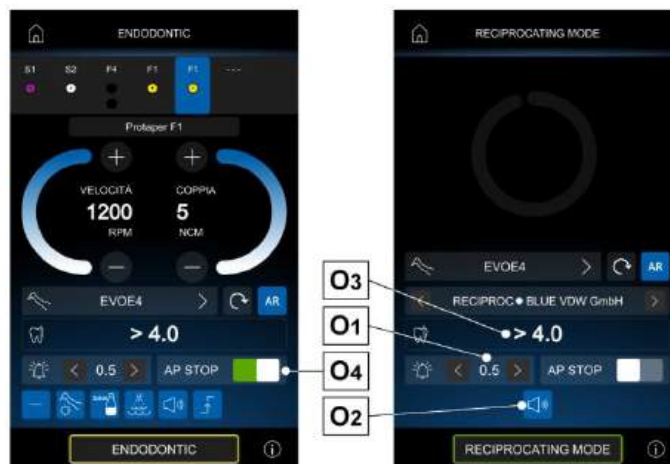 ENDODONTIC
S1 S2 F4 F1 F1 ---
Protaper F1
VELOCITÀ COPPIA
1200 5
RPM NCM
EVOE4 > AR
> 4.0
< 0.5 > AP STOP
ENDODONTIC
O3
O1
O4
O2
RECIPROCATING MODE
EVOE4 > AR
< RECIPROC● BLUE VDW GmbH >
> 4.0
< 0.5 > AP STOP
RECIPROCATING MODE